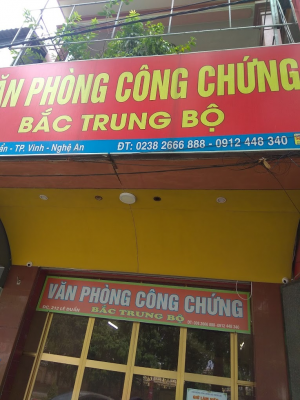 VĂN PHÒNG CÔNG CHỨNG
BẮC TRUNG BỘ
- TP. Vinh - Nghệ An ĐT: 0238 2666 888 - 0912 448 340
VĂN PHÒNG CÔNG CHỨNG
BẮC TRUNG BỘ